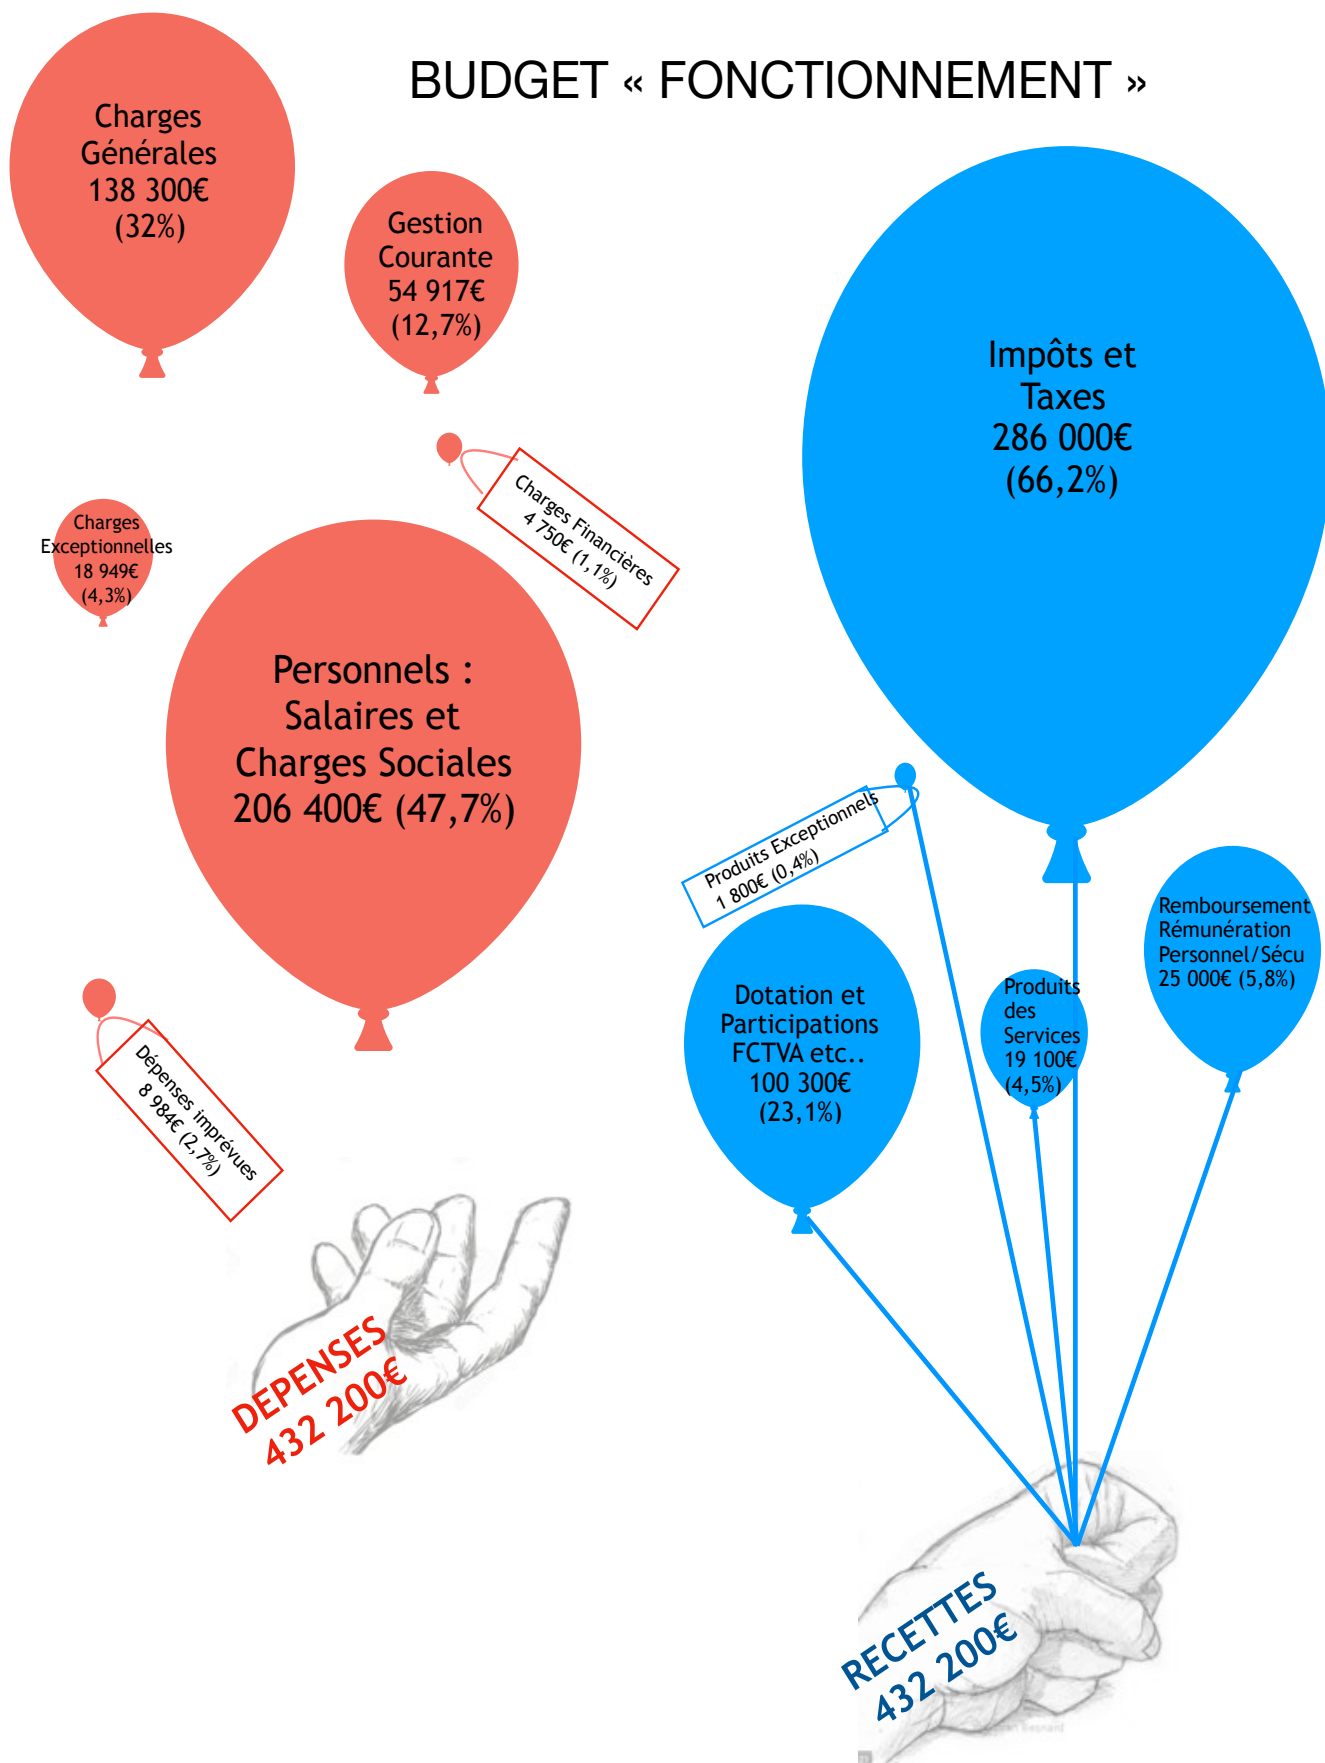 BUDGET « FONCTIONNEMENT »
Charges
Générales
138 300€
(32%)
Gestion
Courante
54 917€
(12,7%)
Charges Financières
4 750€ (1,1%)
Charges
Exceptionnelles
18 949€
(4,3%)
Personnels :
Salaires et
Charges Sociales
206 400€ (47,7%)
Dépenses imprévues
8 984€ (2,7%)
DEPENSES
432 200€
Impôts et
Taxes
286 000€
(66,2%)
Produits Exceptionnels
1 800€ (0,4%)
Dotation et
Participations
FCTVA etc..
100 300€
(23,1%)
Produits
des
Services
19 100€
(4,5%)
Remboursement
Rémunération
Personnel/Sécu
25 000€ (5,8%)
RECETTES
432 200€